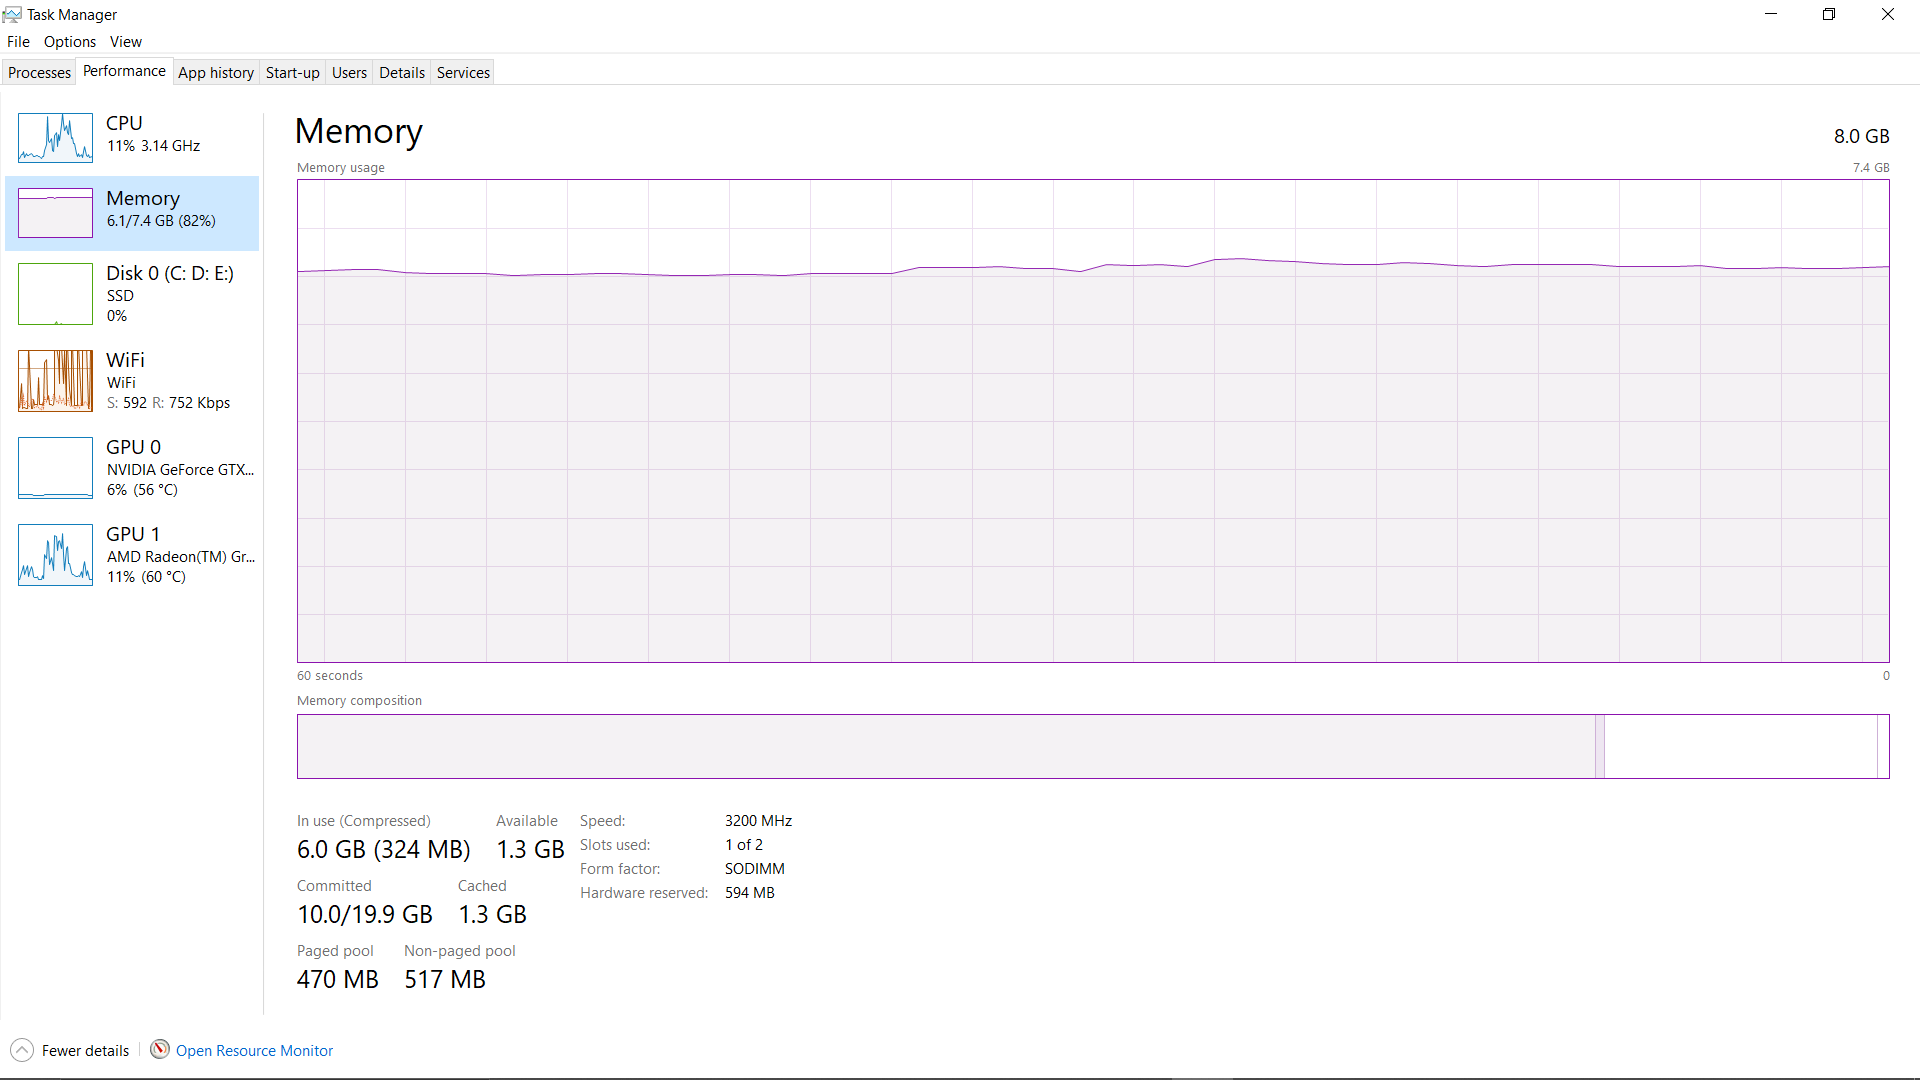 Task Manager
File Options View
Processes Performance App history Start-up Users Details Services
CPU
11% 3.14 GHz
Memory
6.1/7.4 GB (82%)
Disk 0 (C: D: E:)
SSD
0%
WiFi
WiFi
S: 592 R: 752 Kbps
GPU 0
NVIDIA GeForce GTX...
6% (56 °C)
GPU 1
AMD Radeon(TM) Gr...
11% (60 °C)
Memory 8.0 GB
Memory usage 7.4 GB
60 seconds 0
Memory composition
In use (Compressed) Available
6.0 GB (324 MB) 1.3 GB
Committed Cached
10.0/19.9 GB 1.3 GB
Paged pool Non-paged pool
470 MB 517 MB
Speed: 3200 MHz
Slots used: 1 of 2
Form factor: SODIMM
Hardware reserved: 594 MB
Fewer details Open Resource Monitor